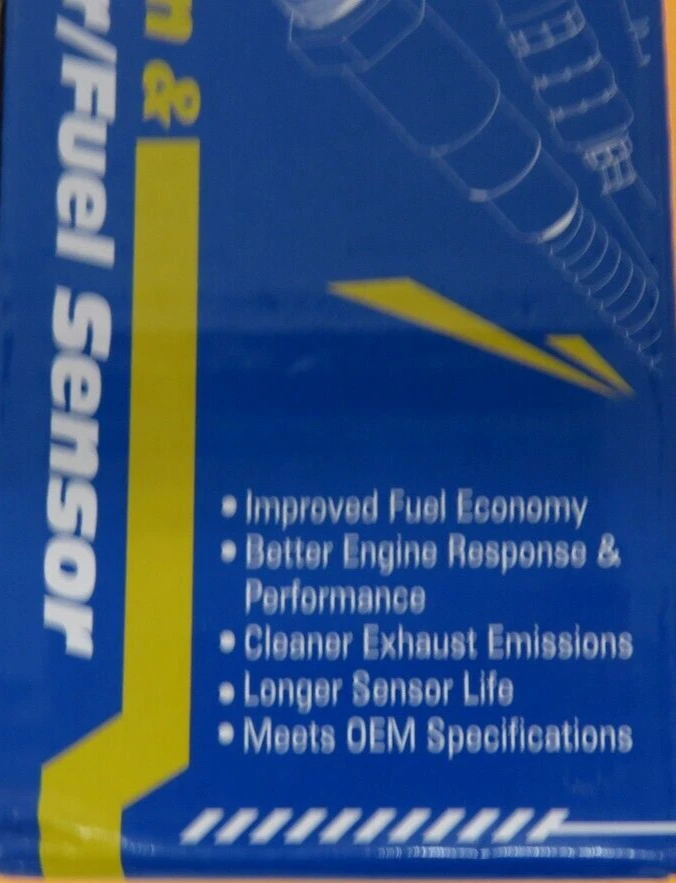 n &
r/Fuel Sensor
• Improved Fuel Economy
• Better Engine Response &
Performance
• Cleaner Exhaust Emissions
• Longer Sensor Life
• Meets OEM Specifications